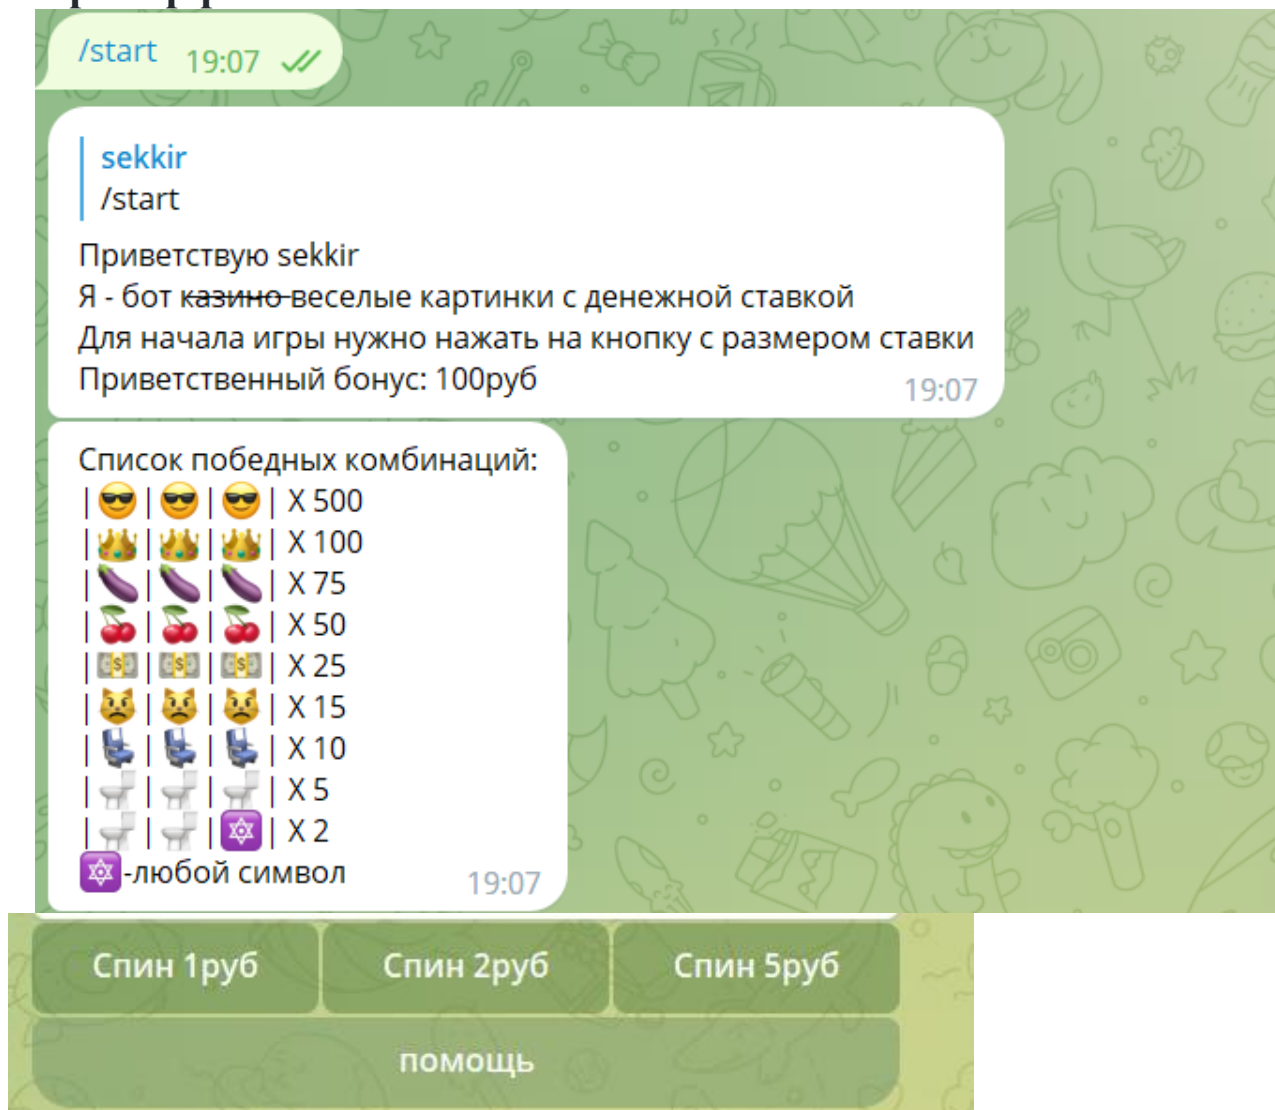 /start 19:07
sekkir
/start
Приветствую sekkir
Я - бот казино веселые картинки с денежной ставкой
Для начала игры нужно нажать на кнопку с размером ставки
Приветственный бонус: 100руб
19:07
Список победных комбинаций:
|😎|😎|😎| X 500
|👑|👑|👑| X 100
|🍆|🍆|🍆| X 75
|🍒|🍒|🍒| X 50
|💵|💵|💵| X 25
|😾|😾|😾| X 15
|💺|💺|💺| X 10
|🚽|🚽|🚽| X 5
|🚽|🚽|🔯| X 2
🔯-любой символ
19:07
Спин 1руб Спин 2руб Спин 5руб
помощь